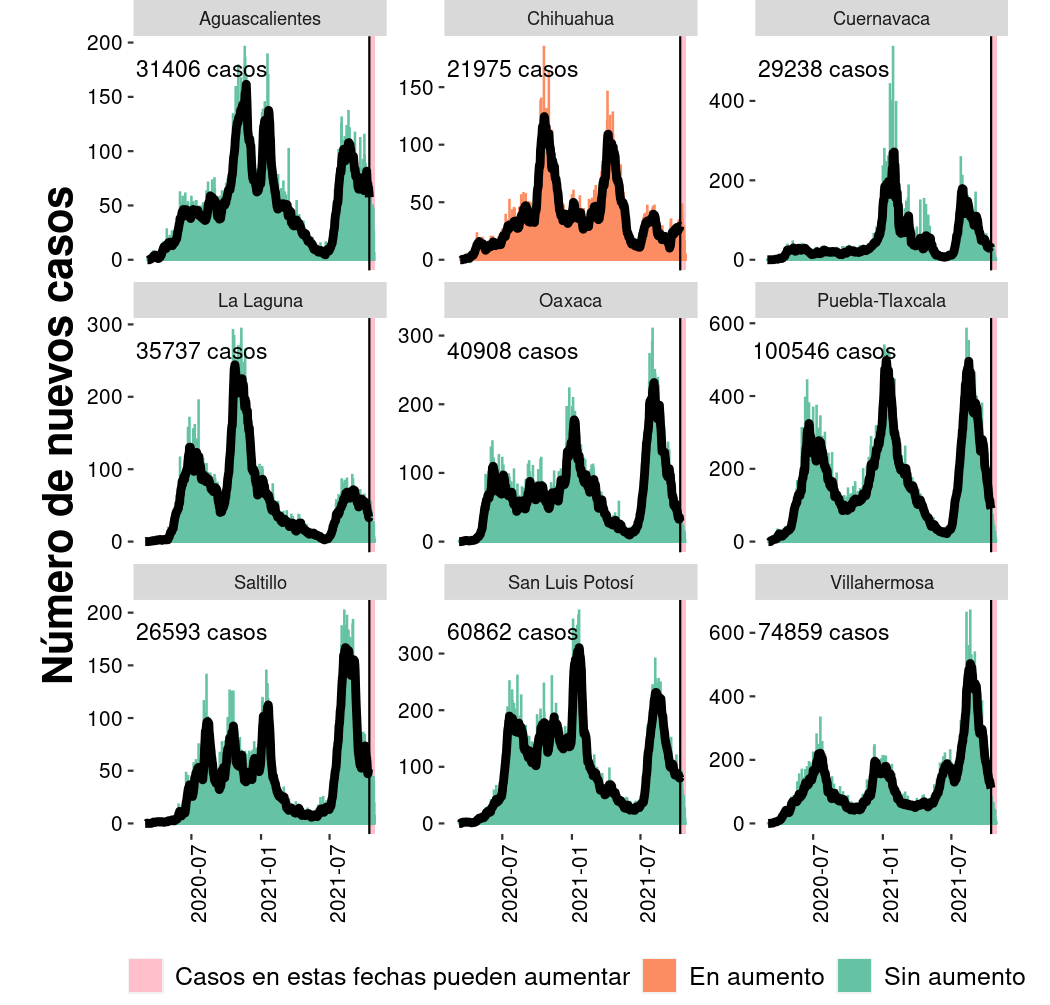 Número de nuevos casos
Aguascalientes
Chihuahua
Cuernavaca
200
150
100
50
0
31406 casos
150
100
50
0
21975 casos
400
200
0
29238 casos
La Laguna
Oaxaca
Puebla-Tlaxcala
300
200
100
0
35737 casos
300
200
100
0
40908 casos
600
400
200
0
100546 casos
Saltillo
San Luis Potosí
Villahermosa
200
150
100
50
0
26593 casos
300
200
100
0
60862 casos
600
400
200
0
74859 casos
2020-07
2021-01
2021-07
2020-07
2021-01
2021-07
2020-07
2021-01
2021-07
Casos en estas fechas pueden aumentar
En aumento
Sin aumento